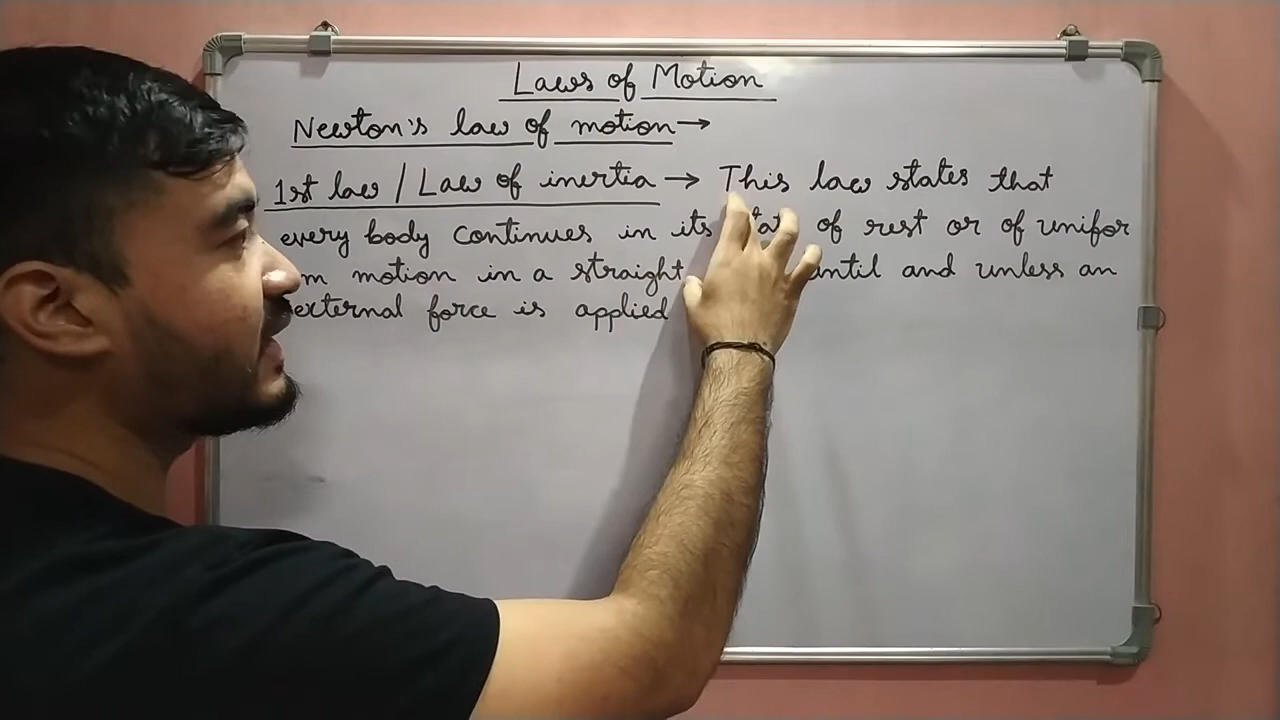 Laws of Motion
Newton's law of motion→
1st law / Law of inertia → This law states that
every body continues in its of rest or of unifor
m motion in a straight until and unless an
external force is applied